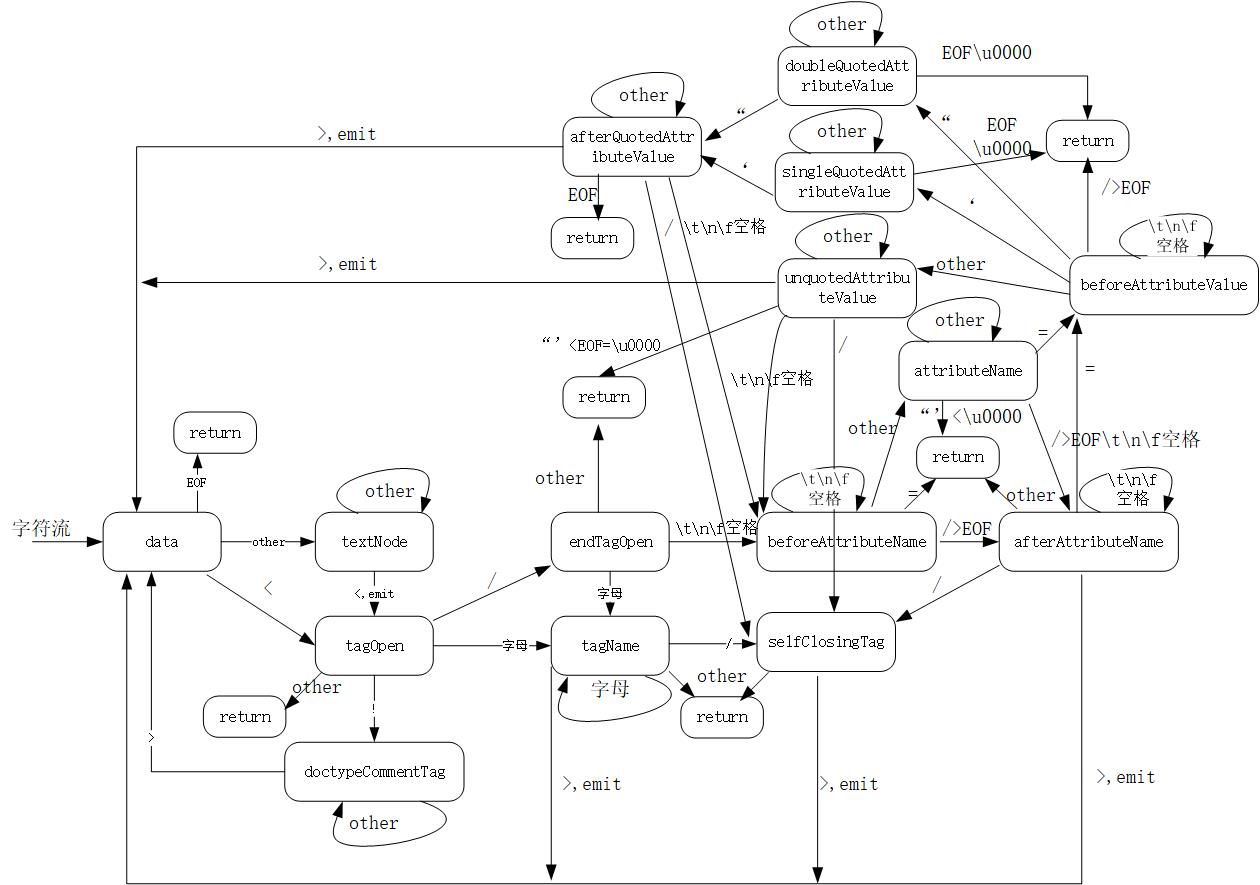 other
doubleQuotedAtt
ributeValue
EOF\u0000
other
>,emit
afterQuotedAttr
ibuteValue
“
“
other
EOF
\u0000
return
singleQuotedAtt
ributeValue
‘
‘
/>EOF
EOF
return
/ \t\n\f空格
\t\n\f
空格
other
>,emit
other
unquotedAttribu
teValue
beforeAttributeValue
other
“’<EOF=\u0000
/
=
attributeName
=
\t\n\f空格
return
return
“’<\u0000
other
/>EOF\t\n\f空格
return
EOF
other
other
\t\n\f
空格
=
other
\t\n\f
空格
字符流
data
other
textNode
endTagOpen
\t\n\f空格
beforeAttributeName
/>EOF
afterAttributeName
<
<,emit
/
字母
/
tagOpen
字母
tagName
/
selfClosingTag
other
字母
other
return
!
return
>
doctypeCommentTag
>,emit
>,emit
>,emit
other